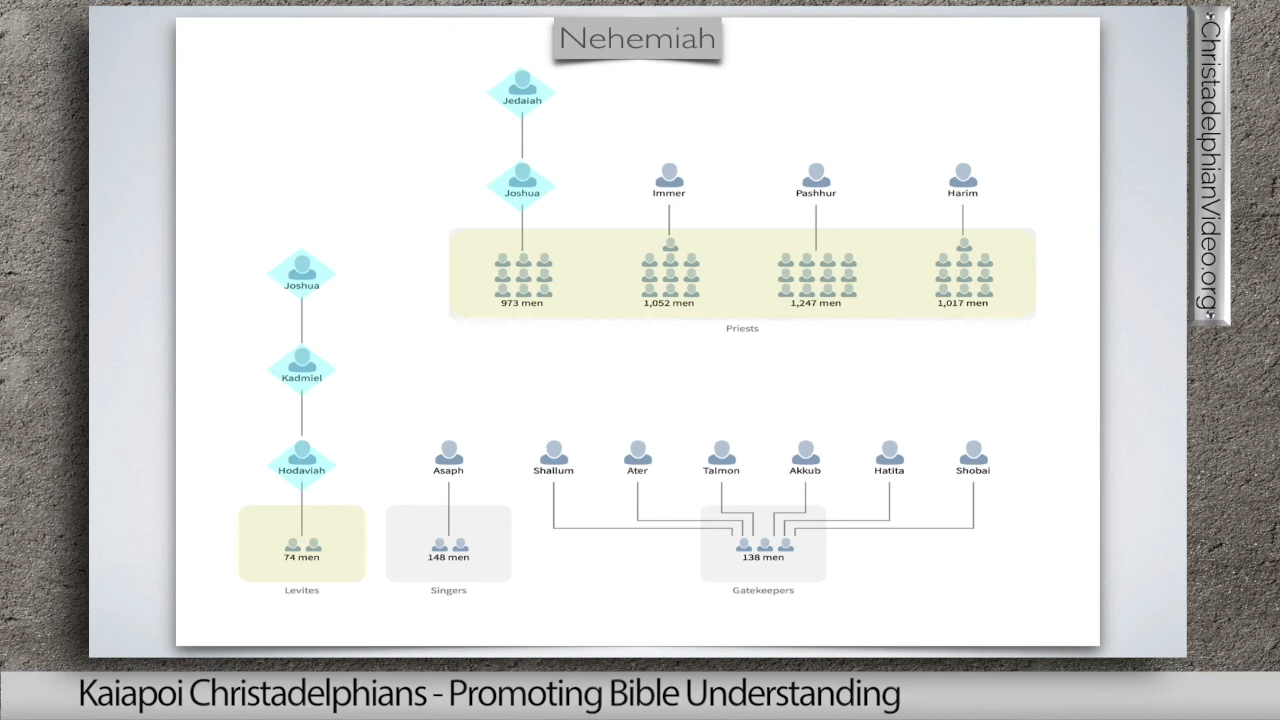 Nehemiah
Jedaiah
Joshua
Immer
Pashhur
Harim
973 men
1,052 men
1,247 men
1,017 men
Priests
Joshua
Kadmiel
Hodaviah
Asaph
Shallum
Ater
Talmon
Akkub
Hatita
Shobai
74 men
148 men
138 men
Levites
Singers
Gatekeepers
ChristadelphianVideo.org
Kaiapoi Christadelphians - Promoting Bible Understanding